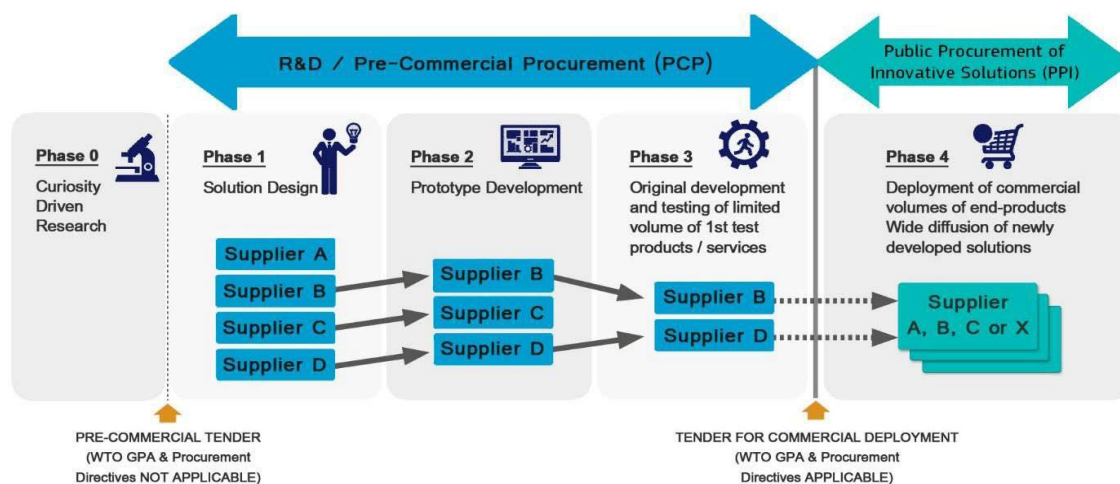 R&D / Pre-Commercial Procurement (PCP)
Public Procurement of
Innovative Solutions (PPI)
Phase 0
Curiosity
Driven
Research
Phase 1
Solution Design
Supplier A
Supplier B
Supplier C
Supplier D
Phase 2
Prototype Development
Supplier B
Supplier C
Supplier D
Phase 3
Original development
and testing of limited
volume of 1st test
products / services
Supplier B
Supplier D
Phase 4
Deployment of commercial
volumes of end-products
Wide diffusion of newly
developed solutions
Supplier
A, B, C or X
PRE-COMMERCIAL TENDER
(WTO GPA & Procurement
Directives NOT APPLICABLE)
TENDER FOR COMMERCIAL DEPLOYMENT
(WTO GPA & Procurement
Directives APPLICABLE)